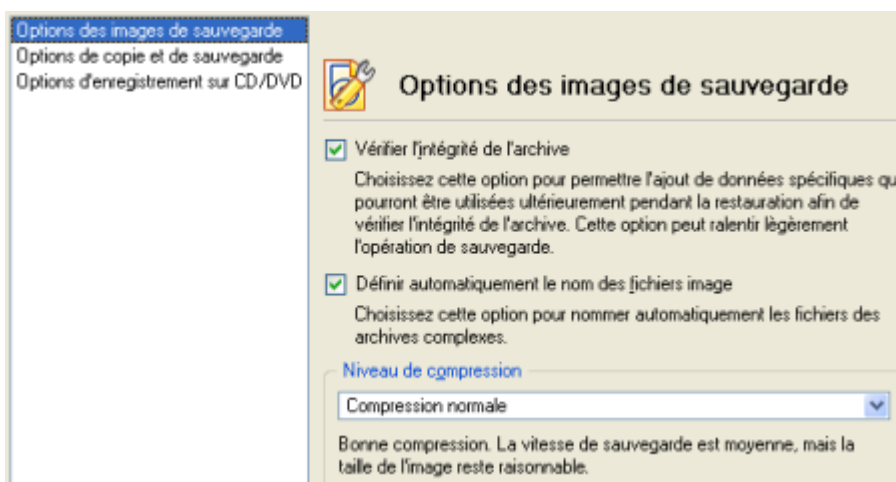 Options des images de sauvegarde
Options de copie et de sauvegarde
Options d'enregistrement sur CD/DVD
Options des images de sauvegarde
Vérifier l'intégrité de l'archive
Choisissez cette option pour permettre l'ajout de données spécifiques qu
pourront être utilisées ultérieurement pendant la restauration afin de
vérifier l'intégrité de l'archive. Cette option peut ralentir lègèrement
l'opération de sauvegarde.
Définir automatiquement le nom des fichiers image
Choisissez cette option pour nommer automatiquement les fichiers des
archives complexes.
Niveau de compression
Compression normale
Bonne compression. La vitesse de sauvegarde est moyenne, mais la
taille de l'image reste raisonnable.